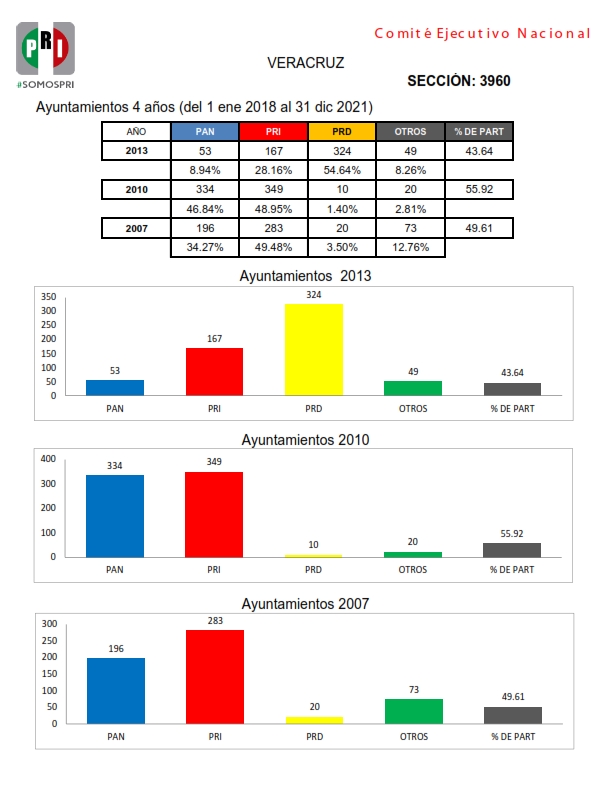 Comité Ejecutivo Nacional
PRI
#SOMOSPRI
VERACRUZ
SECCIÓN: 3960
Ayuntamientos 4 años (del 1 ene 2018 al 31 dic 2021)
AÑO PAN PRI PRD OTROS % DE PART
2013 53 167 324 49 43.64
8.94% 28.16% 54.64% 8.26%
2010 334 349 10 20 55.92
46.84% 48.95% 1.40% 2.81%
2007 196 283 20 73 49.61
34.27% 49.48% 3.50% 12.76%
Ayuntamientos 2013
350
300
250
200
150
100
50
0
53 167 324 49 43.64
PAN PRI PRD OTROS % DE PART
Ayuntamientos 2010
400
300
200
100
0
334 349 10 20 55.92
PAN PRI PRD OTROS % DE PART
Ayuntamientos 2007
300
250
200
150
100
50
0
196 283 20 73 49.61
PAN PRI PRD OTROS % DE PART